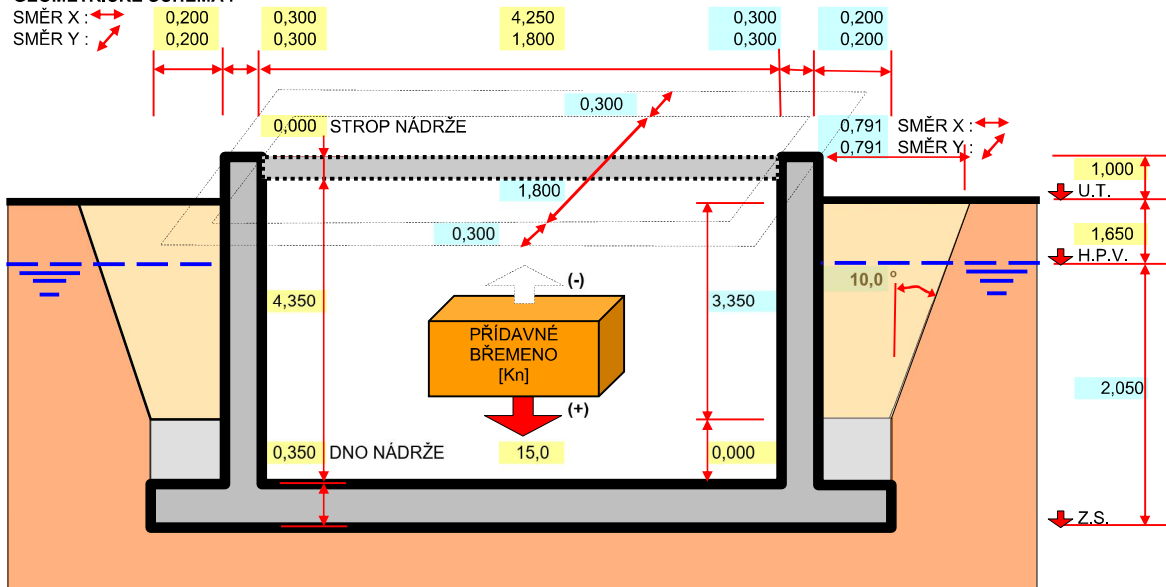 GEOMETRICKÉ SCHÉMA :
SMĚR X : 0,200 0,300 4,250 0,300 0,200
SMĚR Y : 0,200 0,300 1,800 0,300 0,200
0,300
0,000 STROP NÁDRŽE
0,791 SMĚR X :
0,791 SMĚR Y :
1,000
1,800
U.T.
0,300
1,650
H.P.V.
10,0 °
(-)
4,350
3,350
PŘÍDAVNÉ
BŘEMENO
[Kn]
2,050
(+)
0,350 DNO NÁDRŽE
15,0
0,000
Z.S.